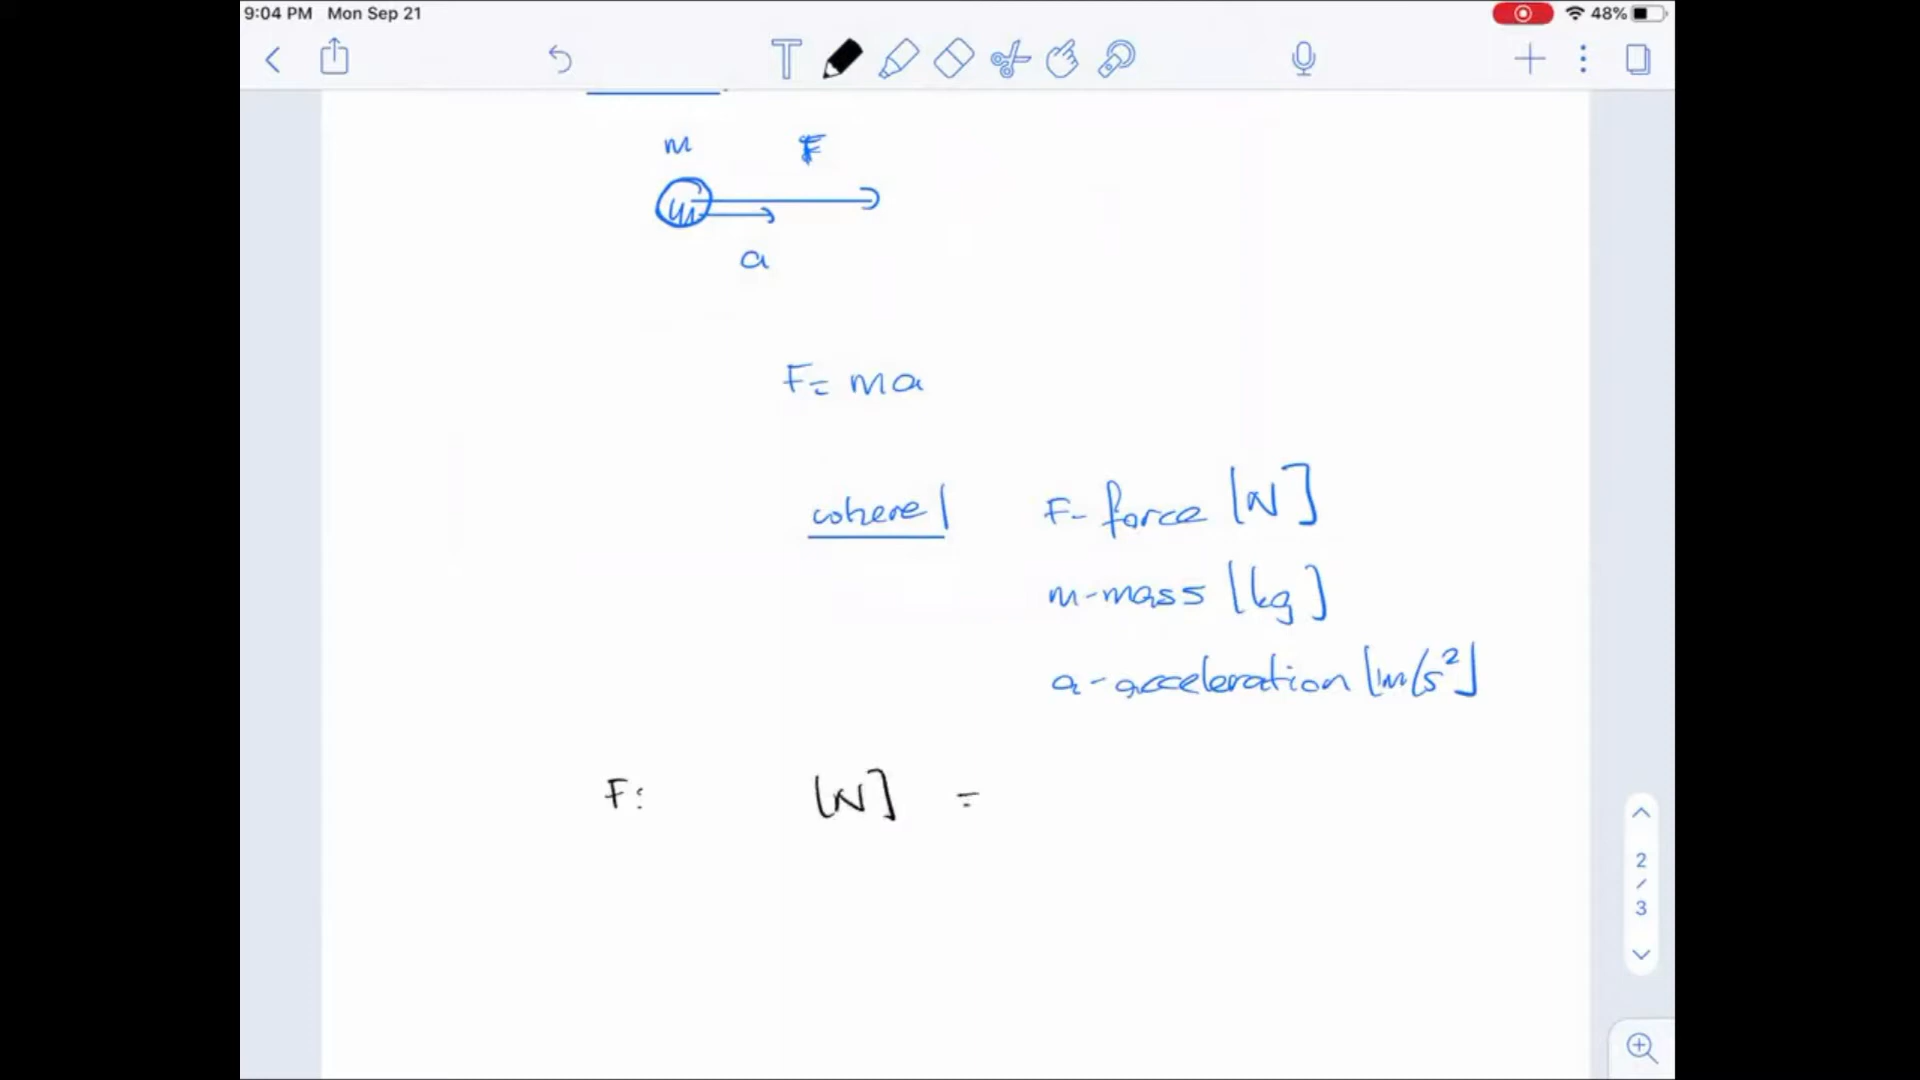 9:04 PM Mon Sep 21
48%
T
m F
a
F = ma
where F - force [N]
m - mass [kg]
a - acceleration [m/s²]
F: [N] =
2
/
3